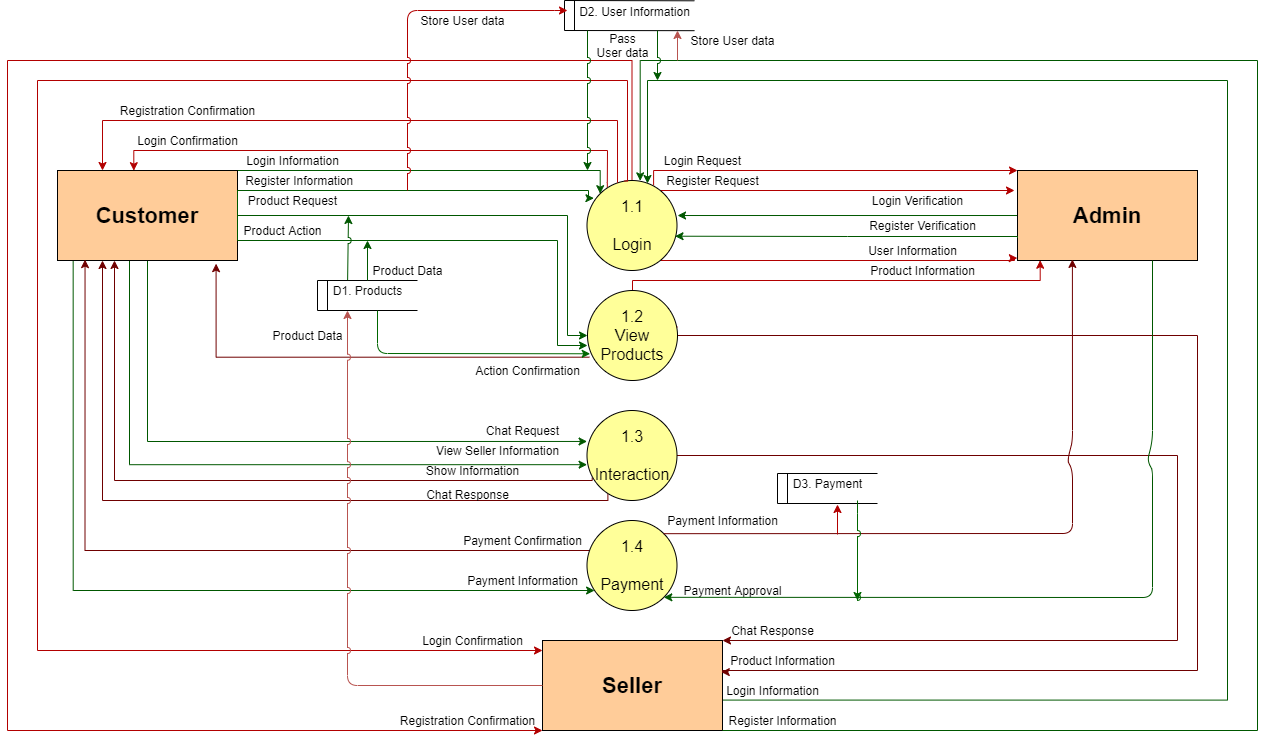 D2. User Information
Store User data
Pass
User data
Store User data
Registration Confirmation
Login Confirmation
Login Information
Register Information
Product Request
Product Action
Customer
1.1
Login
Login Request
Register Request
Login Verification
Register Verification
User Information
Product Information
Admin
Product Data
D1. Products
Product Data
1.2
View
Products
Action Confirmation
Chat Request
View Seller Information
Show Information
Chat Response
1.3
Interaction
D3. Payment
Payment Information
Payment Confirmation
1.4
Payment
Payment Information
Payment Approval
Chat Response
Login Confirmation
Product Information
Seller
Login Information
Registration Confirmation
Register Information